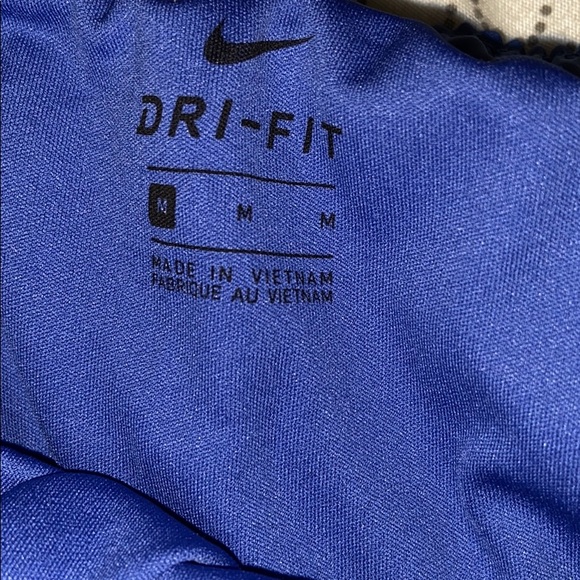 DRI-FIT
M M M
MADE IN VIETNAM
FABRIQUE AU VIETNAM